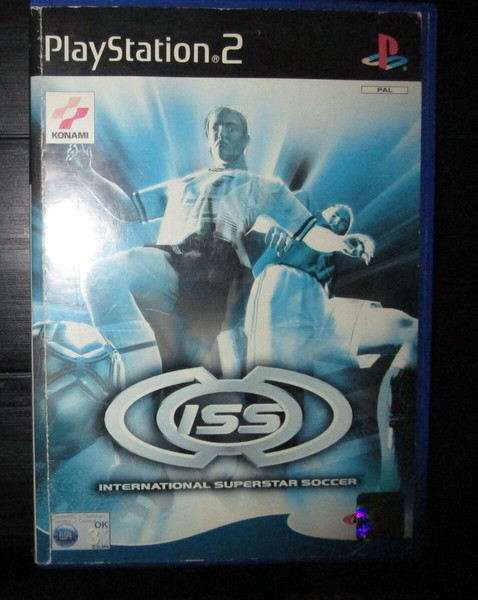 PlayStation®2
PAL
KONAMI
ISS
INTERNATIONAL SUPERSTAR SOCCER
OK
3